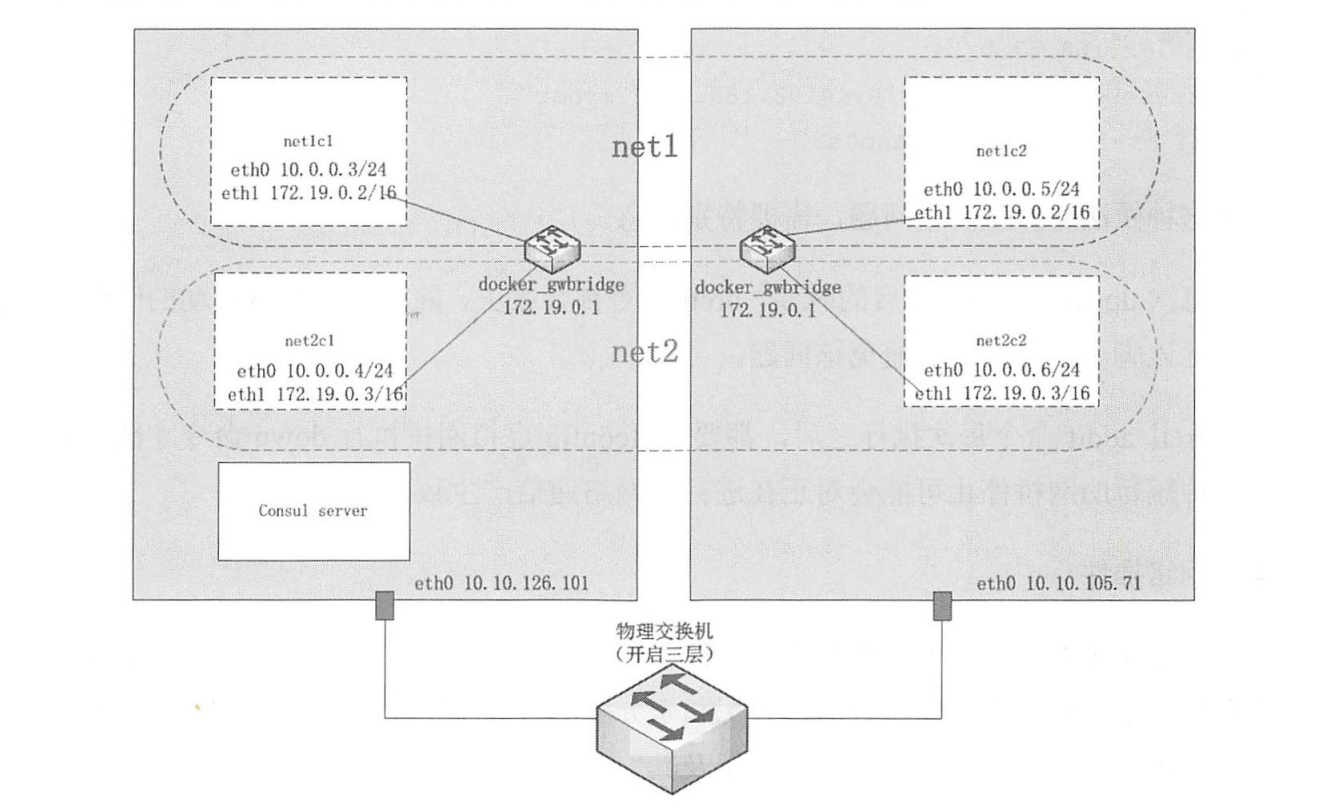 net1c1
eth0 10.0.0.3/24
eth1 172.19.0.2/16
net1
net1c2
eth0 10.0.0.5/24
eth1 172.19.0.2/16
docker_gwbridge
172.19.0.1
docker_gwbridge
172.19.0.1
net2c1
eth0 10.0.0.4/24
eth1 172.19.0.3/16
net2
net2c2
eth0 10.0.0.6/24
eth1 172.19.0.3/16
Consul server
eth0 10.10.126.101
eth0 10.10.105.71
物理交换机
（开启三层）